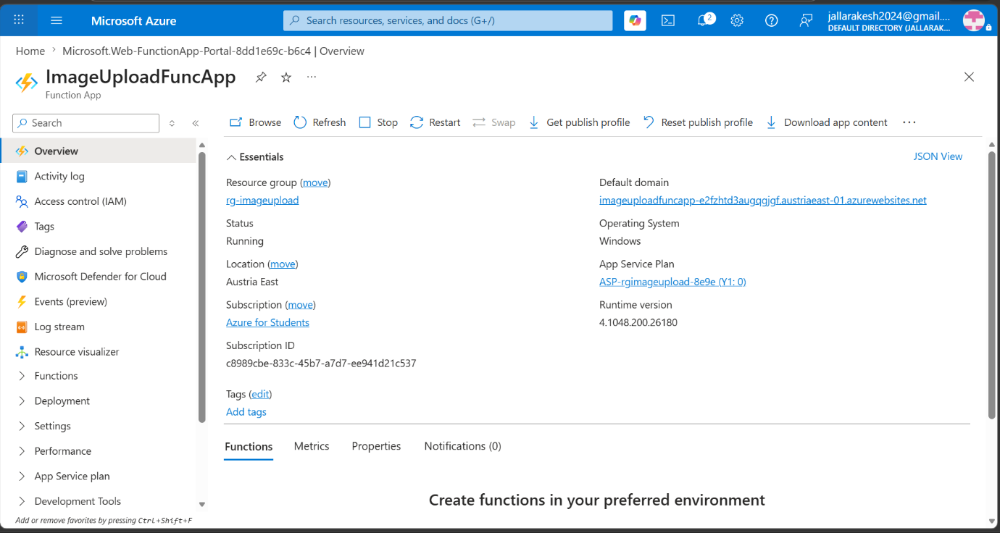 Microsoft Azure
Search resources, services, and docs (G+/)
2
jallarakesh2024@gmail....
DEFAULT DIRECTORY (JALLARAK...
Home > Microsoft.Web-FunctionApp-Portal-8dd1e69c-b6c4 | Overview
ImageUploadFuncApp
Function App
Search
Browse Refresh Stop Restart Swap Get publish profile Reset publish profile Download app content
Overview
Activity log
Access control (IAM)
Tags
Diagnose and solve problems
Microsoft Defender for Cloud
Events (preview)
Log stream
Resource visualizer
Functions
Deployment
Settings
Performance
App Service plan
Development Tools
Add or remove favorites by pressing Ctrl+Shift+F
Essentials
JSON View
Resource group (move)
rg-imageupload
Status
Running
Location (move)
Austria East
Subscription (move)
Azure for Students
Subscription ID
c8989cbe-833c-45b7-a7d7-ee941d21c537
Tags (edit)
Add tags
Default domain
imageuploadfuncapp-e2fzhtd3augqgjgf.austriaeast-01.azurewebsites.net
Operating System
Windows
App Service Plan
ASP-rgimageupload-8e9e (Y1: 0)
Runtime version
4.1048.200.26180
Functions Metrics Properties Notifications (0)
Create functions in your preferred environment